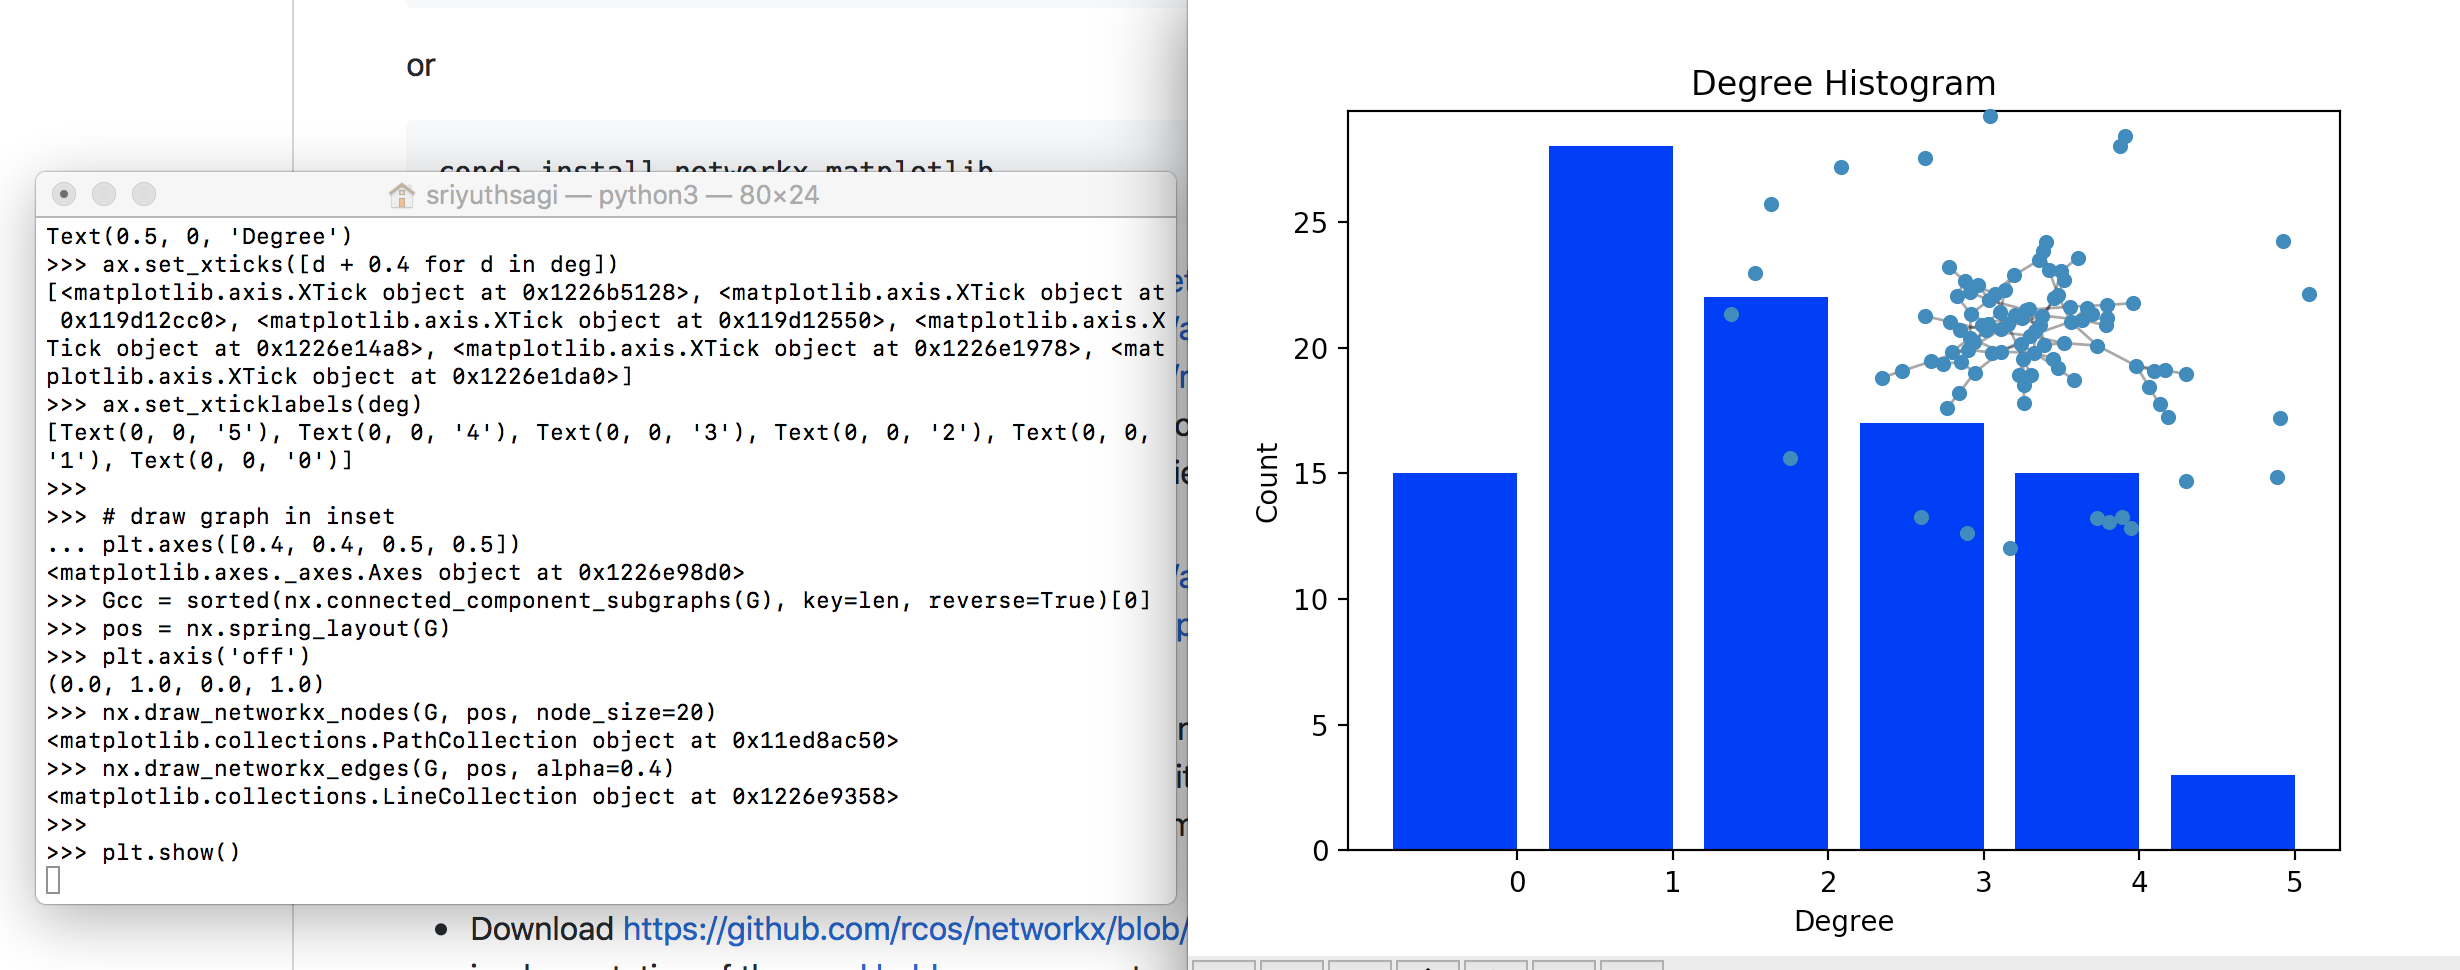 or
conda install networkx matplotlib
sriyuthsagi — python3 — 80×24
Text(0.5, 0, 'Degree')
>>> ax.set_xticks([d + 0.4 for d in deg])
[<matplotlib.axis.XTick object at 0x1226b5128>, <matplotlib.axis.XTick object at
 0x119d12cc0>, <matplotlib.axis.XTick object at 0x119d12550>, <matplotlib.axis.X
Tick object at 0x1226e14a8>, <matplotlib.axis.XTick object at 0x1226e1978>, <mat
plotlib.axis.XTick object at 0x1226e1da0>]
>>> ax.set_xticklabels(deg)
[Text(0, 0, '5'), Text(0, 0, '4'), Text(0, 0, '3'), Text(0, 0, '2'), Text(0, 0,
'1'), Text(0, 0, '0')]
>>>
>>> # draw graph in inset
... plt.axes([0.4, 0.4, 0.5, 0.5])
<matplotlib.axes._axes.Axes object at 0x1226e98d0>
>>> Gcc = sorted(nx.connected_component_subgraphs(G), key=len, reverse=True)[0]
>>> pos = nx.spring_layout(G)
>>> plt.axis('off')
(0.0, 1.0, 0.0, 1.0)
>>> nx.draw_networkx_nodes(G, pos, node_size=20)
<matplotlib.collections.PathCollection object at 0x11ed8ac50>
>>> nx.draw_networkx_edges(G, pos, alpha=0.4)
<matplotlib.collections.LineCollection object at 0x1226e9358>
>>>
>>> plt.show()
• Download https://github.com/rcos/networkx/blob/
Degree Histogram
25
20
15
10
5
0
Count
0 1 2 3 4 5
Degree